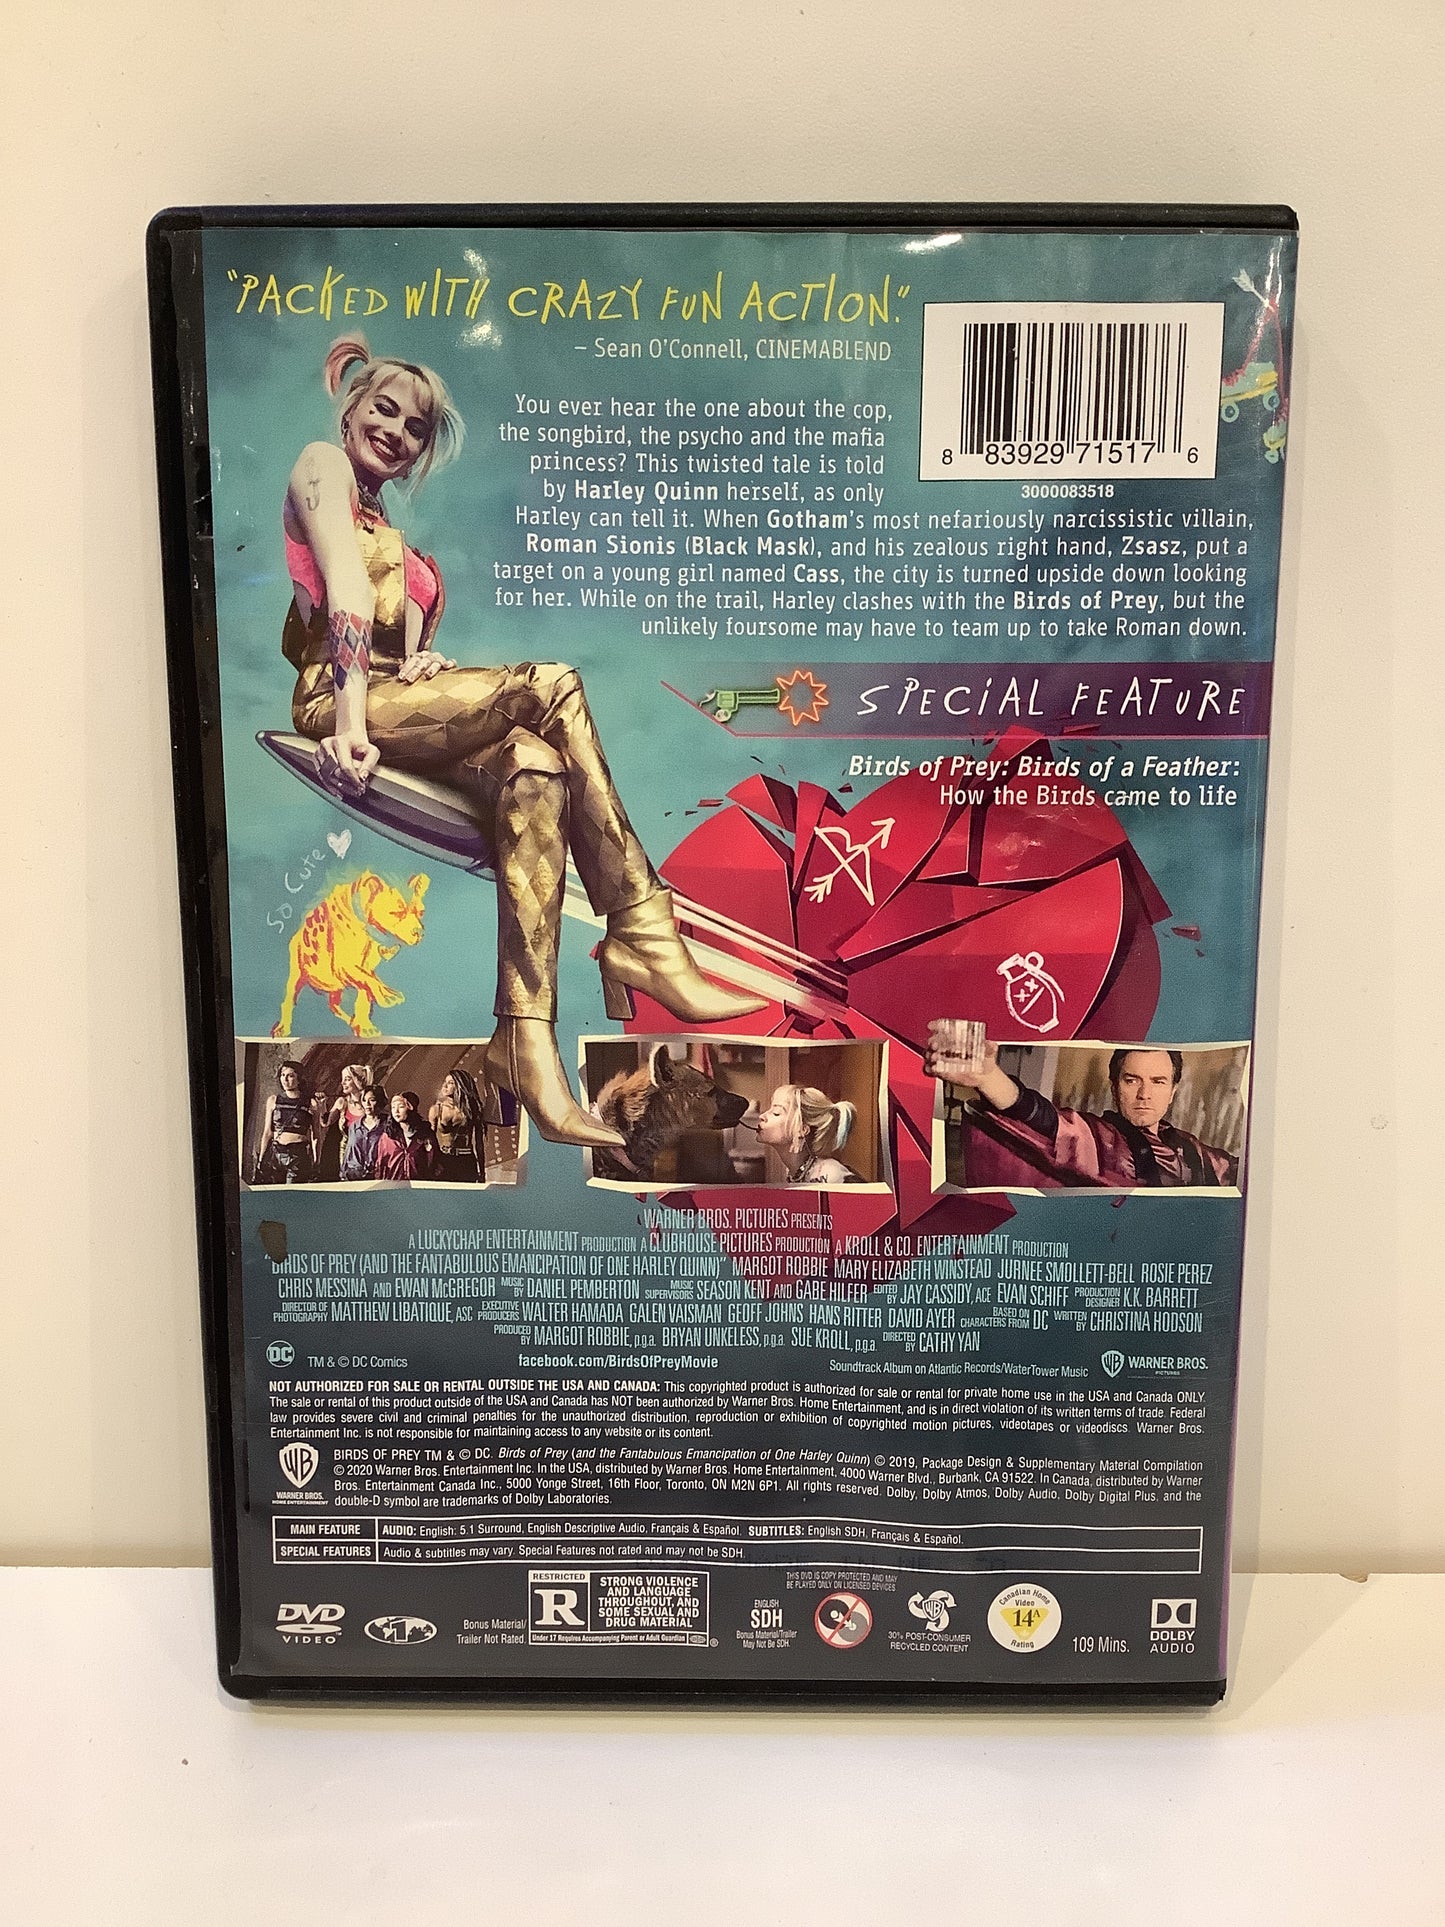 "PACKED WITH CRAZY FUN ACTION."
– Sean O'Connell, CINEMABLEND
8 83929 71517 6
3000083518
You ever hear the one about the cop,
the songbird, the psycho and the mafia
princess? This twisted tale is told
by Harley Quinn herself, as only
Harley can tell it. When Gotham's most nefariously narcissistic villain,
Roman Sionis (Black Mask), and his zealous right hand, Zsasz, put a
target on a young girl named Cass, the city is turned upside down looking
for her. While on the trail, Harley clashes with the Birds of Prey, but the
unlikely foursome may have to team up to take Roman down.
SPECIAL FEATURE
Birds of Prey: Birds of a Feather:
How the Birds came to life
So Cute
WARNER BROS. PICTURES PRESENTS
A LUCKYCHAP ENTERTAINMENT PRODUCTION A CLUBHOUSE PICTURES PRODUCTION A KROLL & CO. ENTERTAINMENT PRODUCTION
"BIRDS OF PREY (AND THE FANTABULOUS EMANCIPATION OF ONE HARLEY QUINN)" MARGOT ROBBIE MARY ELIZABETH WINSTEAD JURNEE SMOLLETT-BELL ROSIE PEREZ
CHRIS MESSINA AND EWAN McGREGOR MUSIC BY DANIEL PEMBERTON MUSIC SUPERVISORS SEASON KENT AND GABE HILFER EDITED BY JAY CASSIDY, ACE EVAN SCHIFF PRODUCTION DESIGNER K.K. BARRETT
DIRECTOR OF PHOTOGRAPHY MATTHEW LIBATIQUE, ASC EXECUTIVE PRODUCERS WALTER HAMADA GALEN VAISMAN GEOFF JOHNS HANS RITTER DAVID AYER BASED ON CHARACTERS FROM DC WRITTEN BY CHRISTINA HODSON
PRODUCED BY MARGOT ROBBIE, p.g.a. BRYAN UNKELESS, p.g.a. SUE KROLL, p.g.a. DIRECTED BY CATHY YAN
DC TM & © DC Comics facebook.com/BirdsOfPreyMovie Soundtrack Album on Atlantic Records/WaterTower Music WB WARNER BROS. PICTURES
NOT AUTHORIZED FOR SALE OR RENTAL OUTSIDE THE USA AND CANADA: This copyrighted product is authorized for sale or rental for private home use in the USA and Canada ONLY.
The sale or rental of this product outside of the USA and Canada has NOT been authorized by Warner Bros. Home Entertainment, and is in direct violation of its written terms of trade. Federal
law provides severe civil and criminal penalties for the unauthorized distribution, reproduction or exhibition of copyrighted motion pictures, videotapes or videodiscs. Warner Bros.
Entertainment Inc. is not responsible for maintaining access to any website or its content.
WB WARNER BROS. HOME ENTERTAINMENT
BIRDS OF PREY TM & © DC. Birds of Prey (and the Fantabulous Emancipation of One Harley Quinn) © 2019, Package Design & Supplementary Material Compilation
© 2020 Warner Bros. Entertainment Inc. In the USA, distributed by Warner Bros. Home Entertainment, 4000 Warner Blvd., Burbank, CA 91522. In Canada, distributed by Warner
Bros. Entertainment Canada Inc., 5000 Yonge Street, 16th Floor, Toronto, ON M2N 6P1. All rights reserved. Dolby, Dolby Atmos, Dolby Audio, Dolby Digital Plus, and the
double-D symbol are trademarks of Dolby Laboratories.
MAIN FEATURE AUDIO: English: 5.1 Surround, English Descriptive Audio, Français & Español. SUBTITLES: English SDH, Français & Español.
SPECIAL FEATURES Audio & subtitles may vary. Special Features not rated and may not be SDH.
DVD VIDEO
1
Bonus Material/
Trailer Not Rated.
RESTRICTED
R
STRONG VIOLENCE
AND LANGUAGE
THROUGHOUT, AND
SOME SEXUAL AND
DRUG MATERIAL
Under 17 Requires Accompanying Parent or Adult Guardian
THIS DVD IS COPY PROTECTED AND MAY
BE PLAYED ONLY ON LICENSED DEVICES
ENGLISH
SDH
Bonus Material/Trailer
May Not Be SDH.
WB
30% POST-CONSUMER
RECYCLED CONTENT
Canadian Home
Video
14A
Rating
109 Mins.
DOLBY
AUDIO